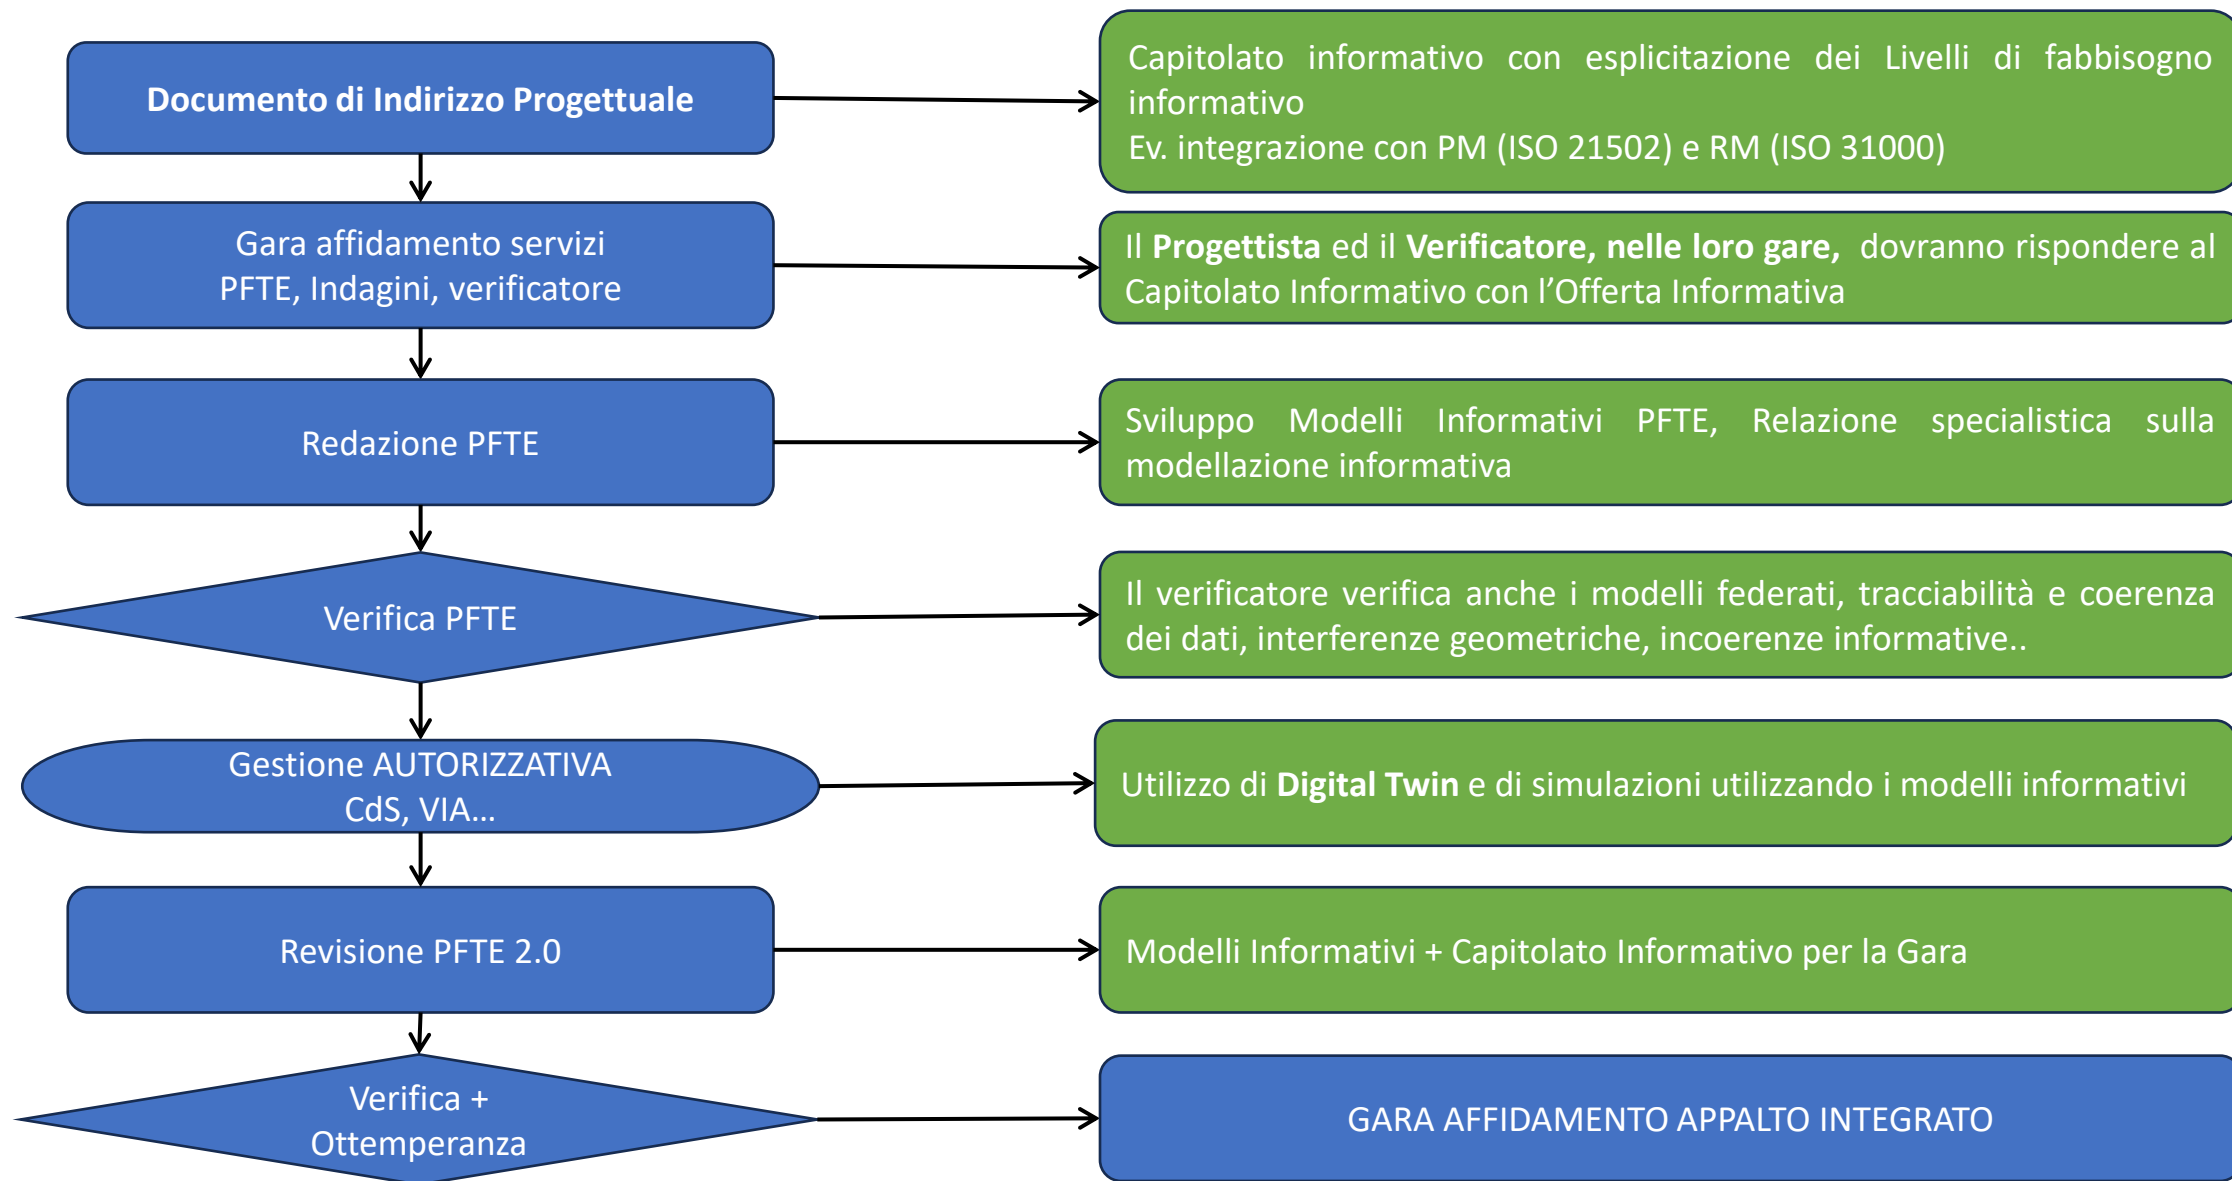 Documento di Indirizzo Progettuale
Capitolato informativo con esplicitazione dei Livelli di fabbisogno
informativo
Ev. integrazione con PM (ISO 21502) e RM (ISO 31000)
Gara affidamento servizi
PFTE, Indagini, verificatore
Il Progettista ed il Verificatore, nelle loro gare, dovranno rispondere al
Capitolato Informativo con l’Offerta Informativa
Redazione PFTE
Sviluppo Modelli Informativi PFTE, Relazione specialistica sulla
modellazione informativa
Verifica PFTE
Il verificatore verifica anche i modelli federati, tracciabilità e coerenza
dei dati, interferenze geometriche, incoerenze informative..
Gestione AUTORIZZATIVA
CdS, VIA…
Utilizzo di Digital Twin e di simulazioni utilizzando i modelli informativi
Revisione PFTE 2.0
Modelli Informativi + Capitolato Informativo per la Gara
Verifica +
Ottemperanza
GARA AFFIDAMENTO APPALTO INTEGRATO